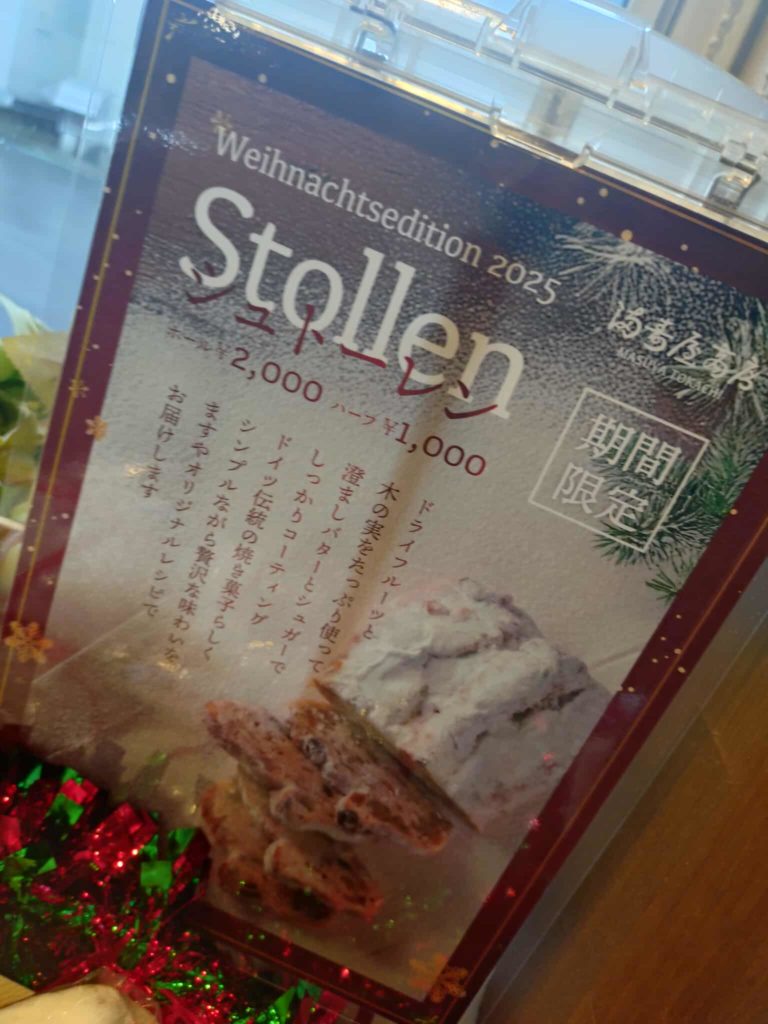 Weihnachtsedition 2025
Stollen
シュトーレン
ホール ¥2,000 ハーフ ¥1,000
期間
限定
ドライフルーツと
木の実をたっぷり使って
澄ましバターとシュガーで
しっかりコーティング
ドイツ伝統の焼き菓子らしく
シンプルながら贅沢な味わいを
ますやオリジナルレシピで
お届けします